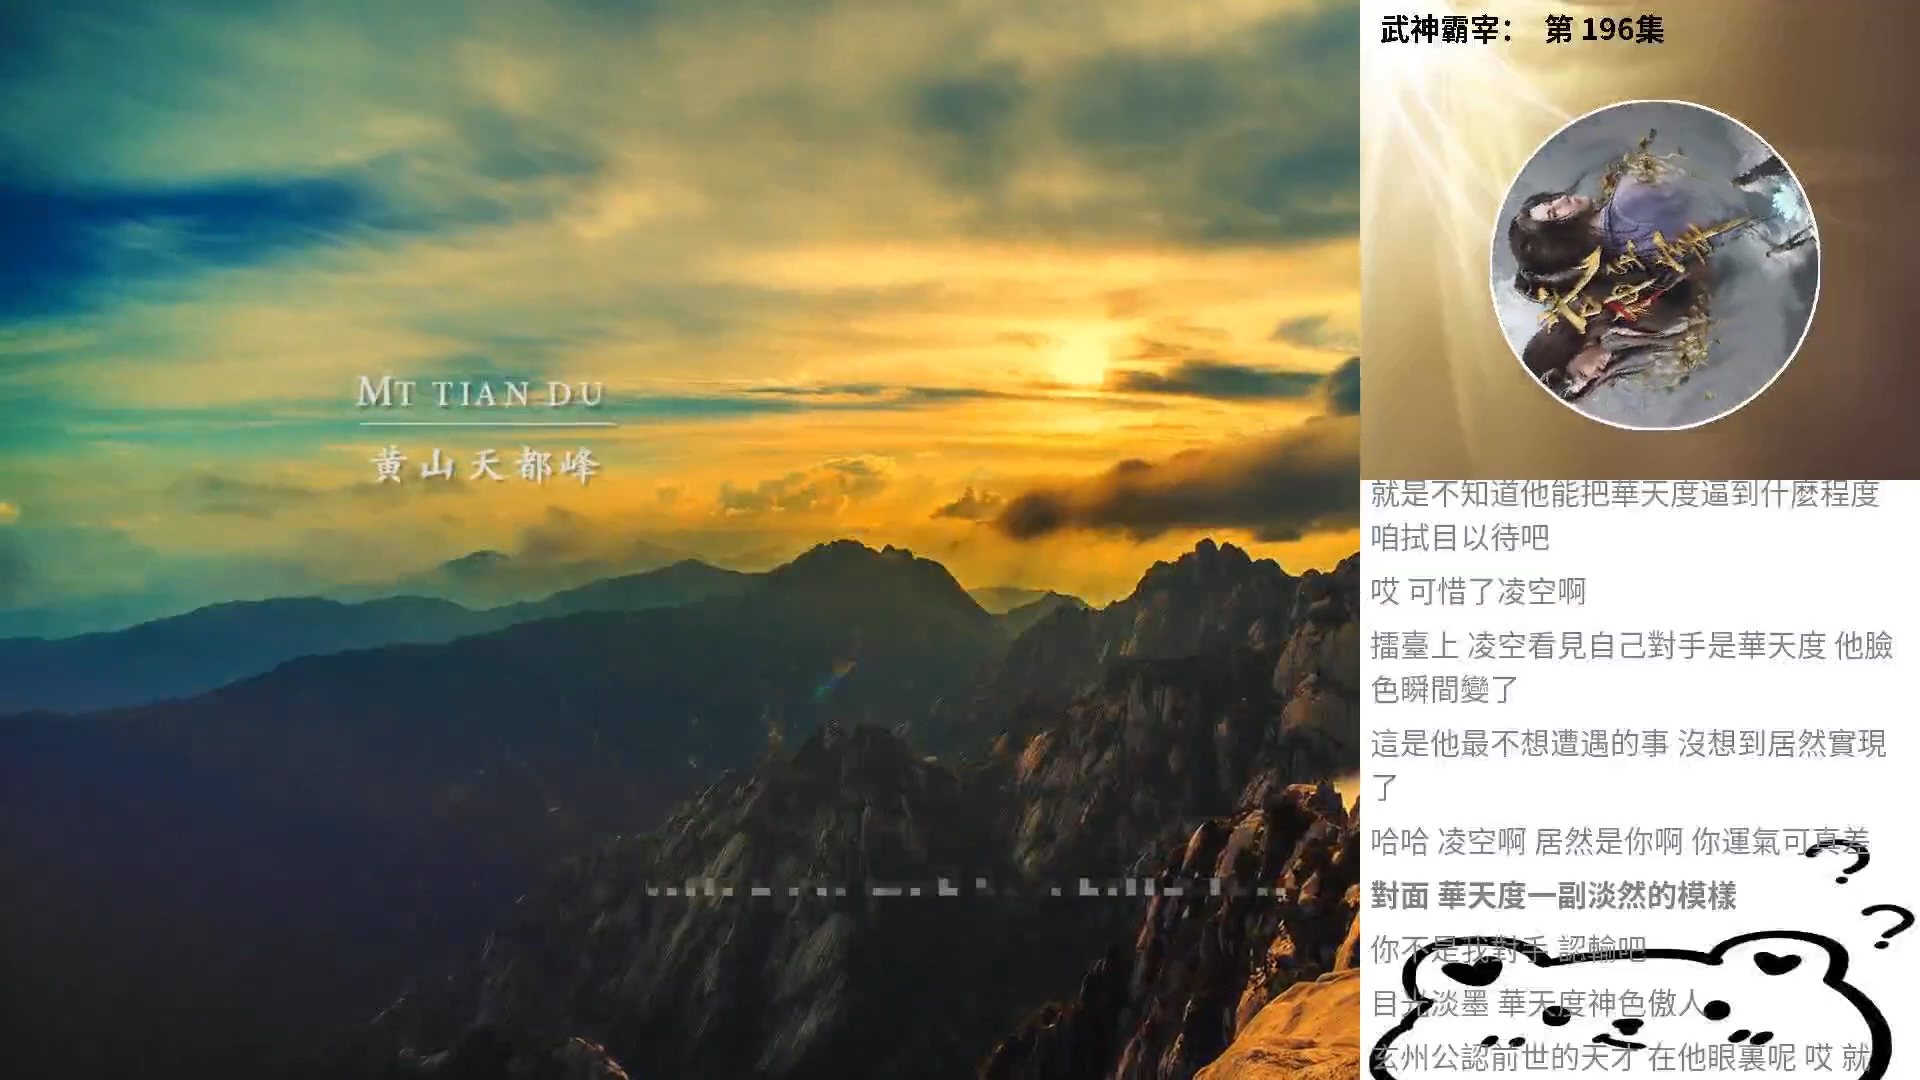 MT TIAN DU
黄山天都峰
武神霸宰： 第 196集
就是不知道他能把華天度逼到什麼程度
咱拭目以待吧
哎 可惜了凌空啊
擂臺上 凌空看見自己對手是華天度 他臉
色瞬間變了
這是他最不想遭遇的事 沒想到居然實現
了
哈哈 凌空啊 居然是你啊 你運氣可真差
對面 華天度一副淡然的模樣
你不是我對手 認輸吧
目光淡墨 華天度神色傲人
玄州公認前世的天才 在他眼裏呢 哎 就